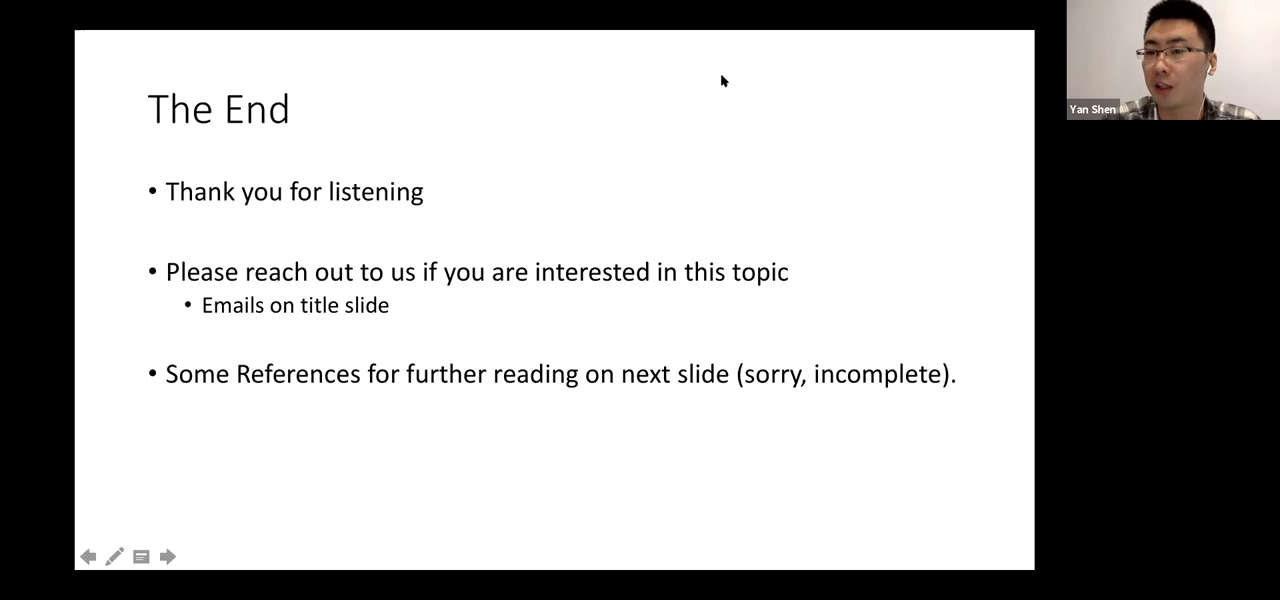 The End
• Thank you for listening
• Please reach out to us if you are interested in this topic
• Emails on title slide
• Some References for further reading on next slide (sorry, incomplete).
Yan Shen